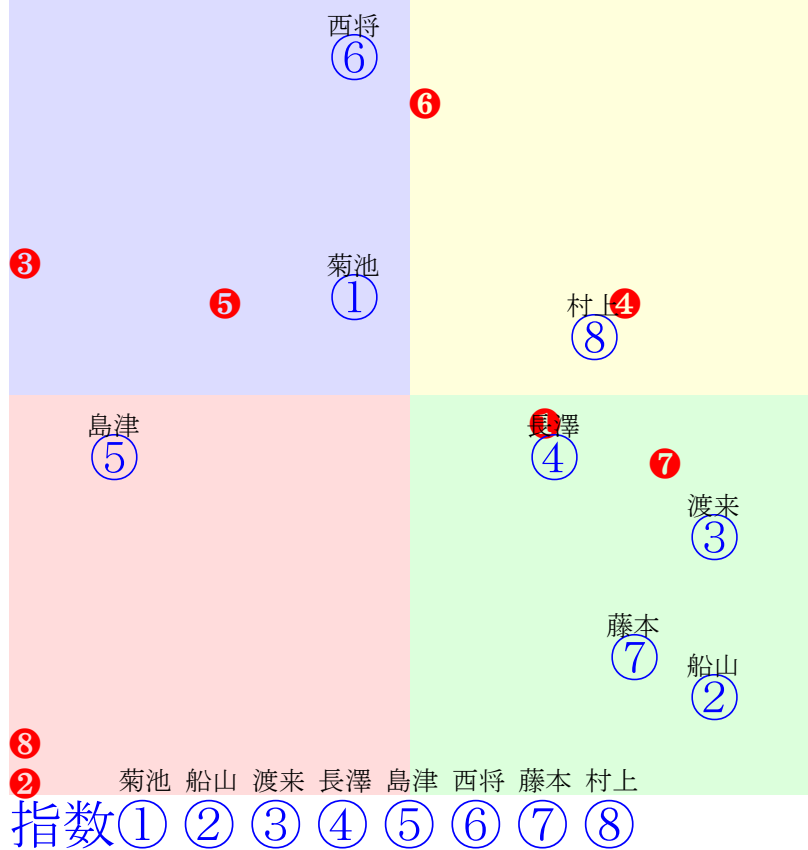 西将
⑥
❻
菊池
❸
①
❺
村上
❹
⑧
島津
長澤
❶
⑤
④
❼
渡来
③
藤本
⑦
船山
②
❽
❷
菊池 船山 渡来 長澤 島津 西将 藤本 村上
指数①②③④⑤⑥⑦⑧